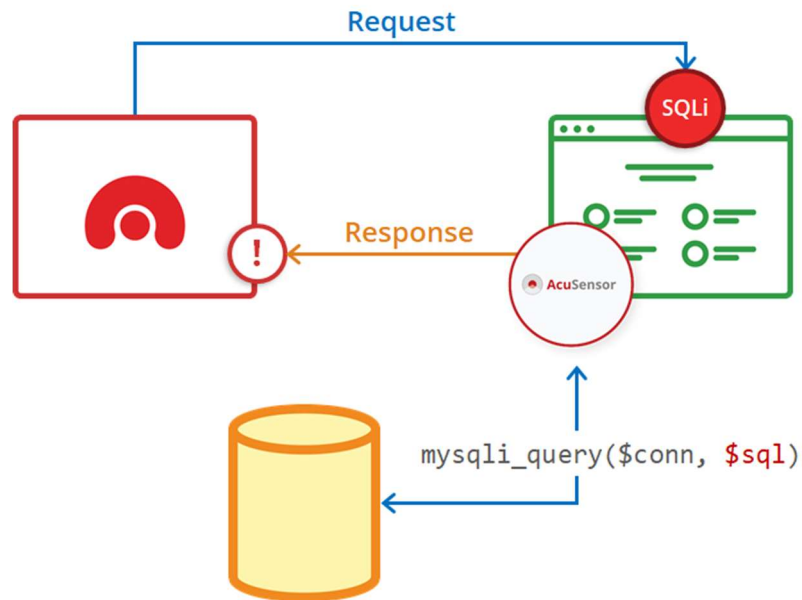 Request
SQLi
!
Response
AcuSensor
mysqli_query($conn, $sql)